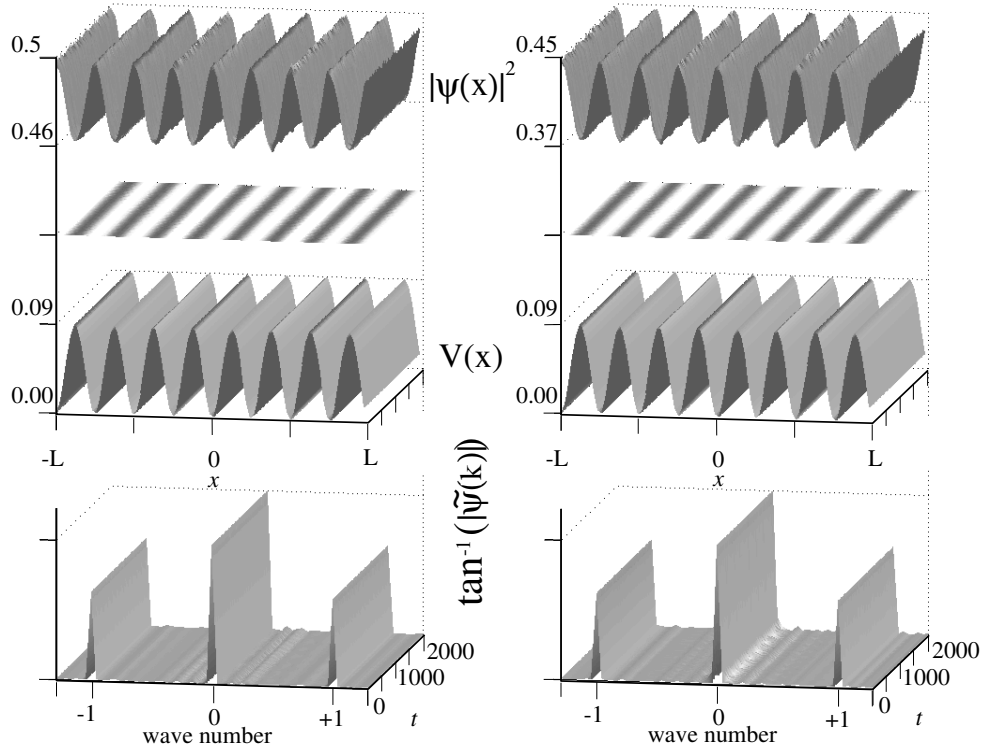 0.5 0.45
|ψ(x)|²
0.46 0.37
0.09 0.09
V(x)
0.00 0.00
-L 0 L -L 0 L
x x
tan⁻¹(|ψ̃(k)|)
2000 2000
1000 1000
-1 0 +1 0 t -1 0 +1 0 t
wave number wave number